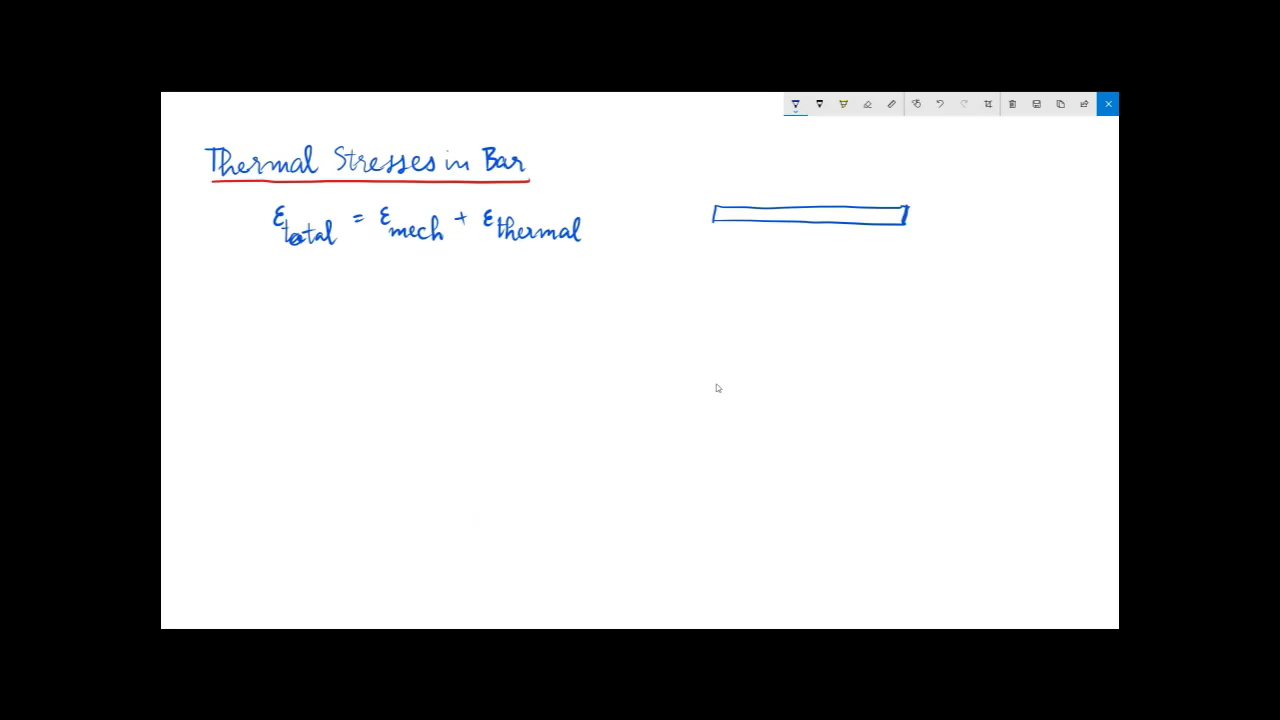 Thermal Stresses in Bar
ε_total = ε_mech + ε_thermal